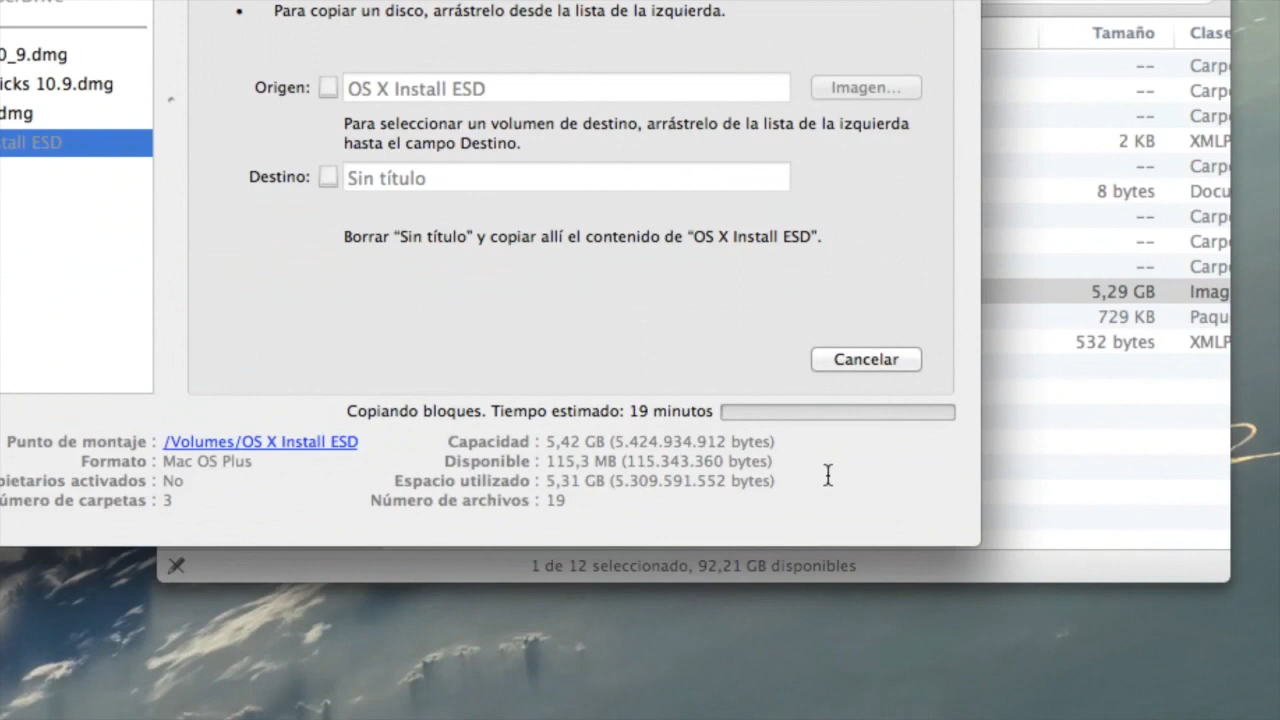 • Para copiar un disco, arrástrelo desde la lista de la izquierda.
0_9.dmg
icks 10.9.dmg
dmg
tall ESD
Origen: OS X Install ESD Imagen...
Para seleccionar un volumen de destino, arrástrelo de la lista de la izquierda
hasta el campo Destino.
Destino: Sin título
Borrar “Sin título” y copiar allí el contenido de “OS X Install ESD”.
Cancelar
Copiando bloques. Tiempo estimado: 19 minutos
Punto de montaje : /Volumes/OS X Install ESD
Formato : Mac OS Plus
pietarios activados : No
úmero de carpetas : 3
Capacidad : 5,42 GB (5.424.934.912 bytes)
Disponible : 115,3 MB (115.343.360 bytes)
Espacio utilizado : 5,31 GB (5.309.591.552 bytes)
Número de archivos : 19
Tamaño Clase
-- Carp
-- Carp
-- Carp
2 KB XMLP
-- Carp
8 bytes Docu
-- Carp
-- Carp
-- Carp
5,29 GB Imag
729 KB Paqu
532 bytes XMLP
1 de 12 seleccionado, 92,21 GB disponibles